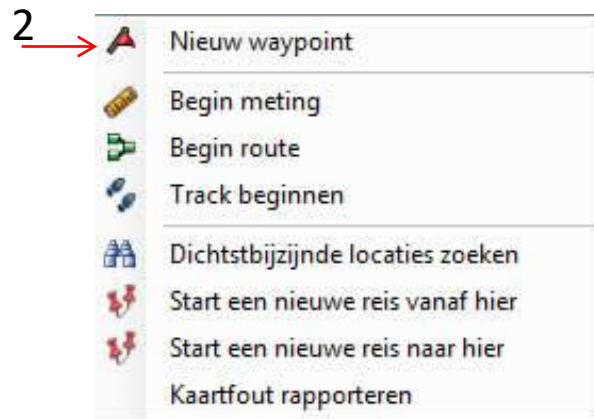 2
Nieuw waypoint
Begin meting
Begin route
Track beginnen
Dichtstbijzijnde locaties zoeken
Start een nieuwe reis vanaf hier
Start een nieuwe reis naar hier
Kaartfout rapporteren